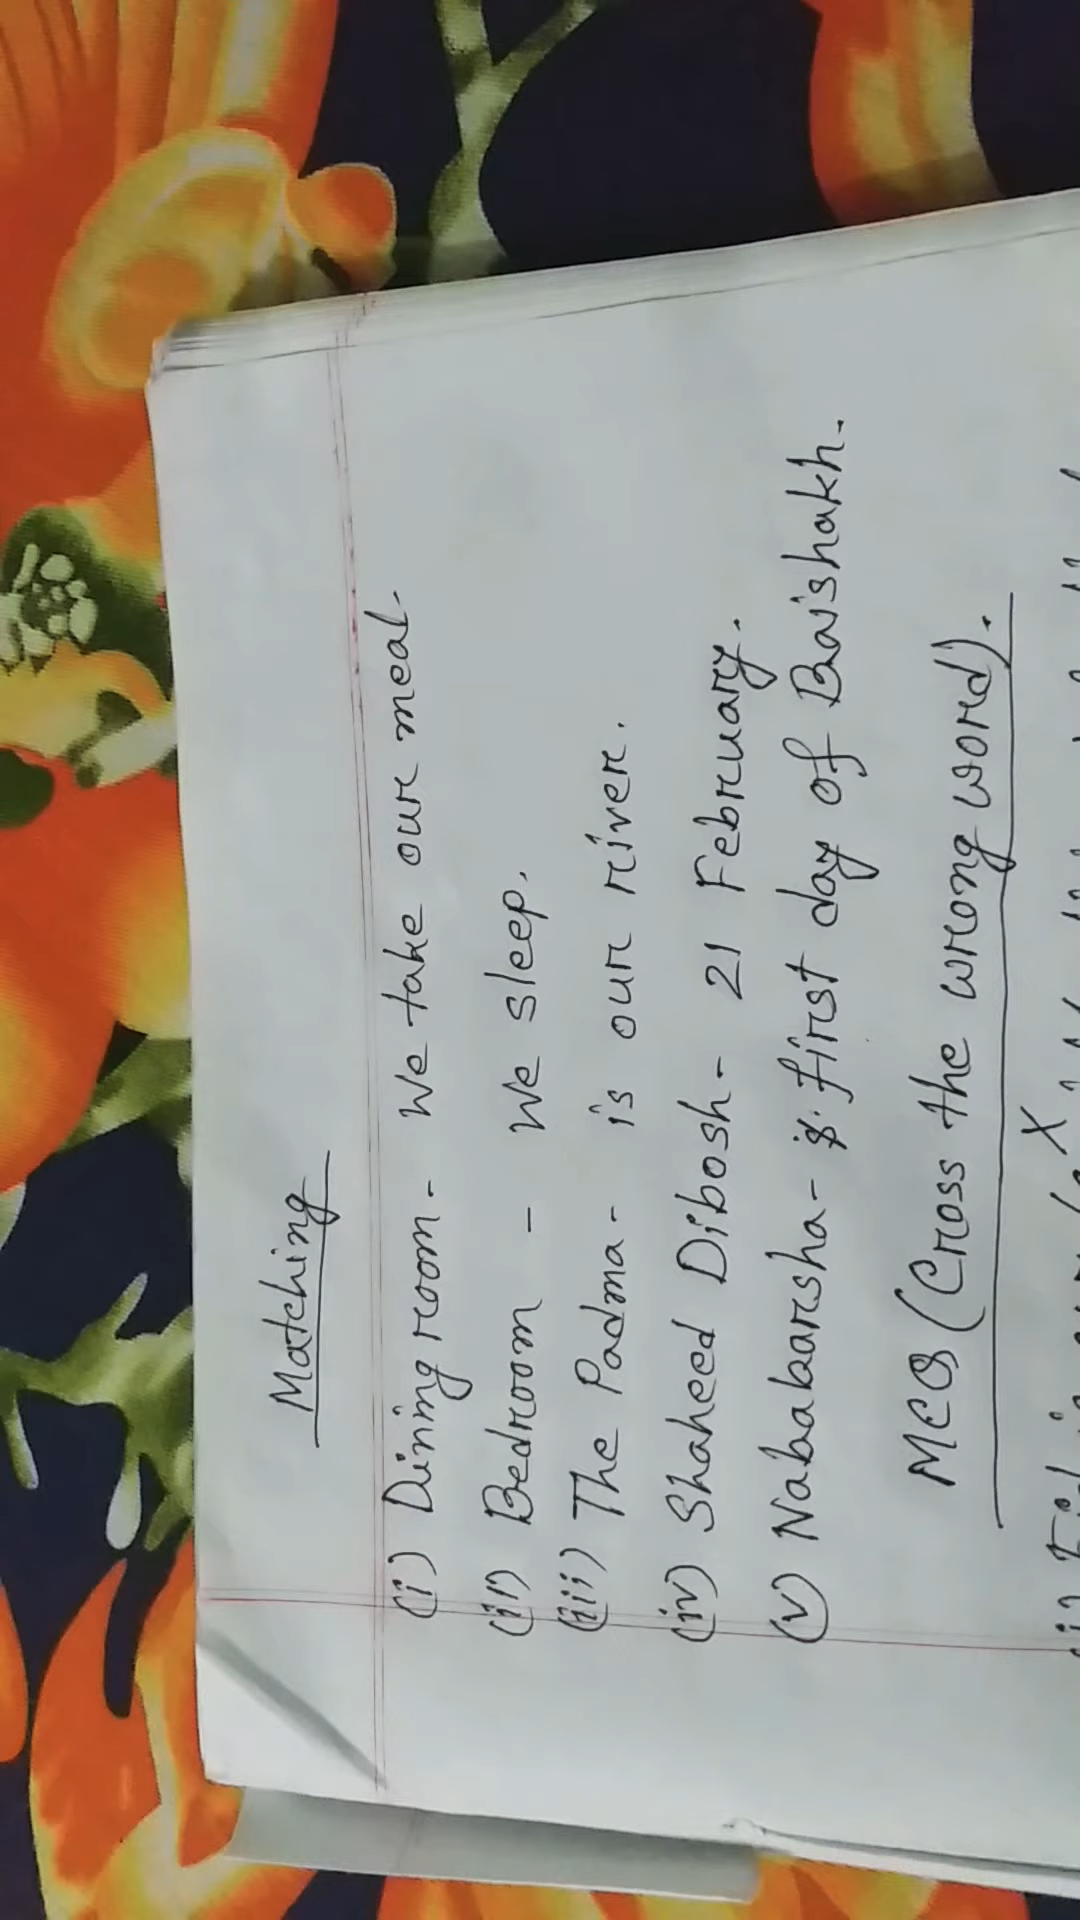 Matching
(i) Dining room - We take our meal.
(ii) Bedroom - We sleep.
(iii) The Padma - is our river.
(iv) Shaheed Dibosh - 21 February.
(v) Nababarsha - first day of Baishakh.
MCQ (Cross the wrong word).